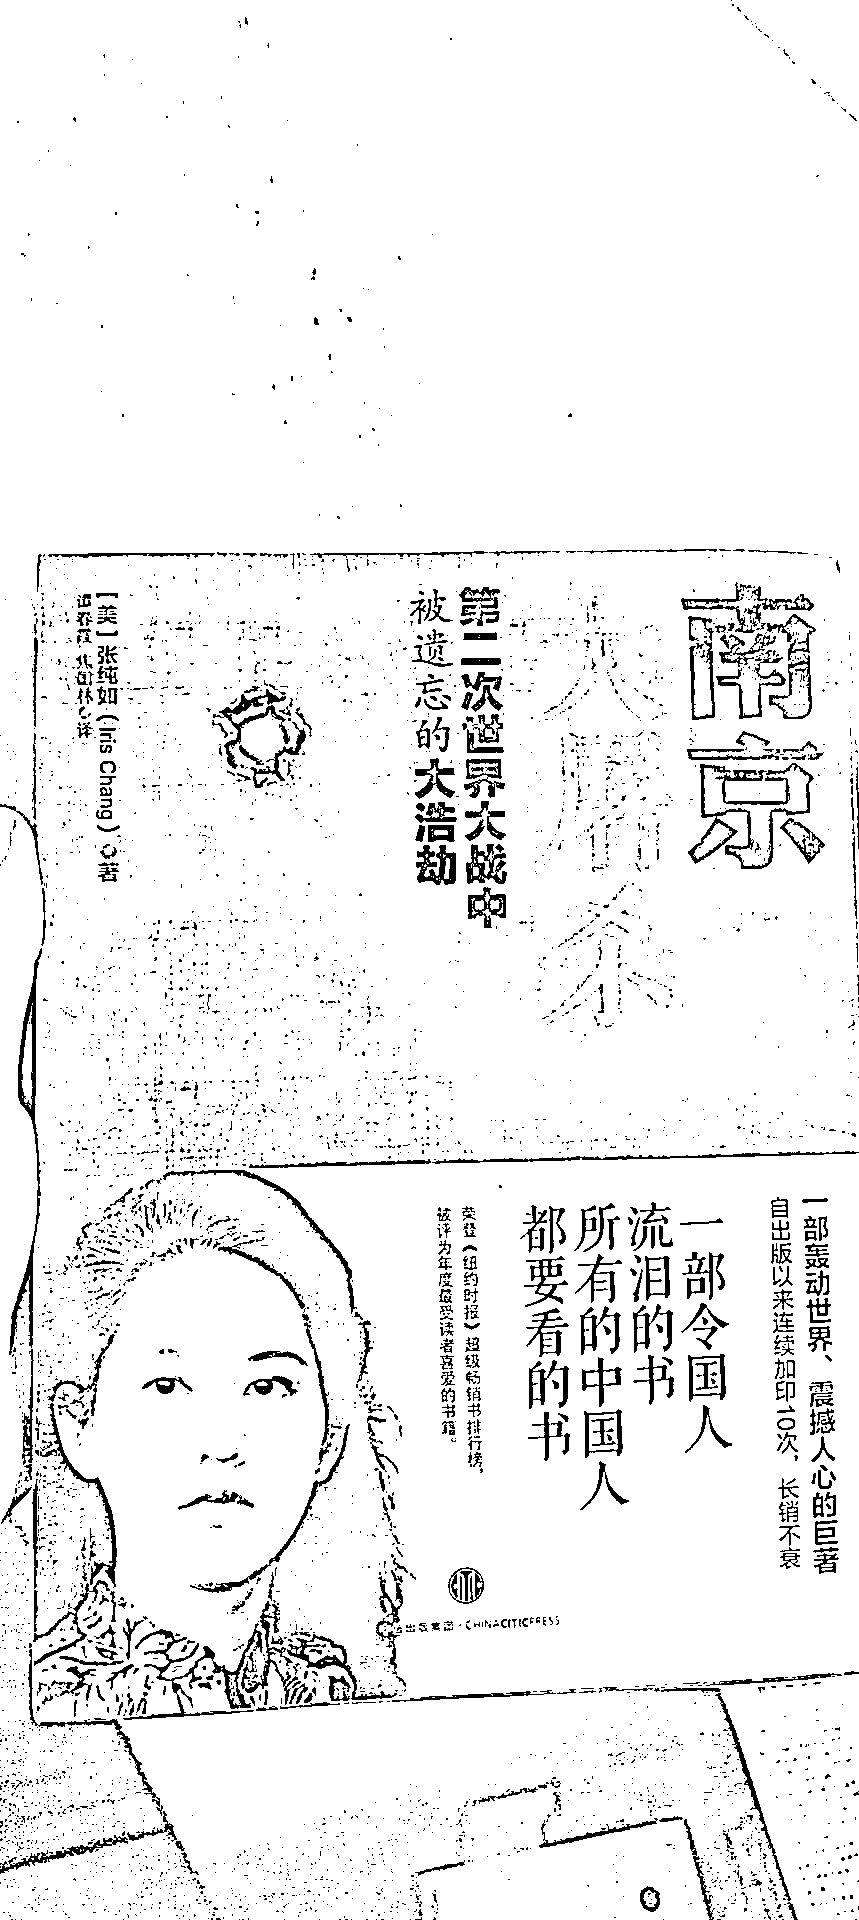 南京
大屠杀
第二次世界大战中
被遗忘的大浩劫
[美]张纯如(Iris Chang)◇著
焦国林◇译
一部轰动世界、震撼人心的巨著
自出版以来连续加印10次，长销不衰
一部令国人
流泪的书
所有的中国人
都要看的书
荣登《纽约时报》超级畅销书排行榜，
被评为年度最受读者喜爱的书籍。
出版集团·CHINACITICPRESS